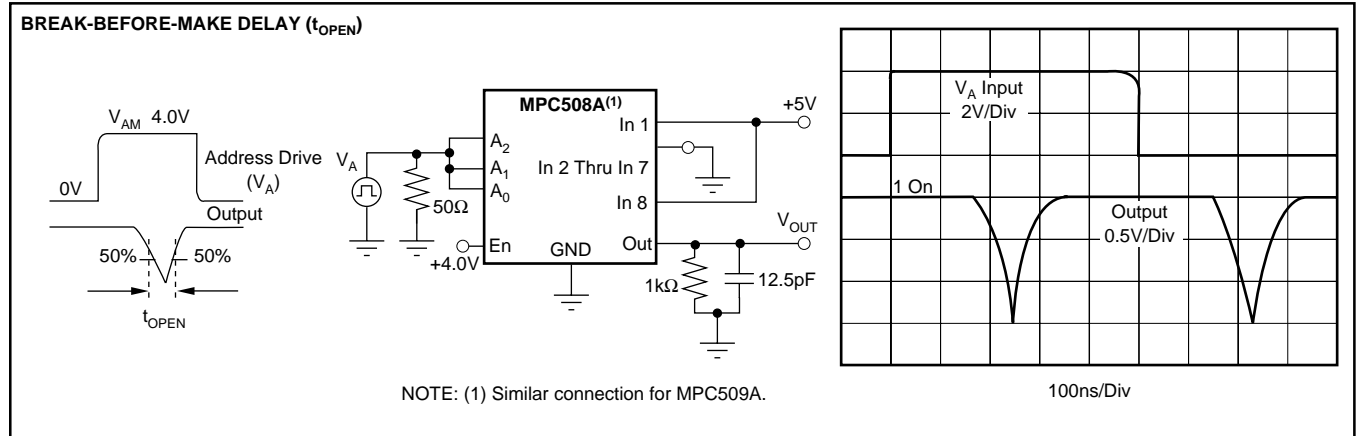 BREAK-BEFORE-MAKE DELAY (tOPEN)
VAM 4.0V
0V
Address Drive
(VA)
Output
50%
50%
tOPEN
VA
50Ω
+4.0V
MPC508A(1)
A2
A1
A0
En
GND
In 1
In 2 Thru In 7
In 8
Out
+5V
VOUT
1kΩ
12.5pF
VA Input
2V/Div
1 On
Output
0.5V/Div
100ns/Div
NOTE: (1) Similar connection for MPC509A.